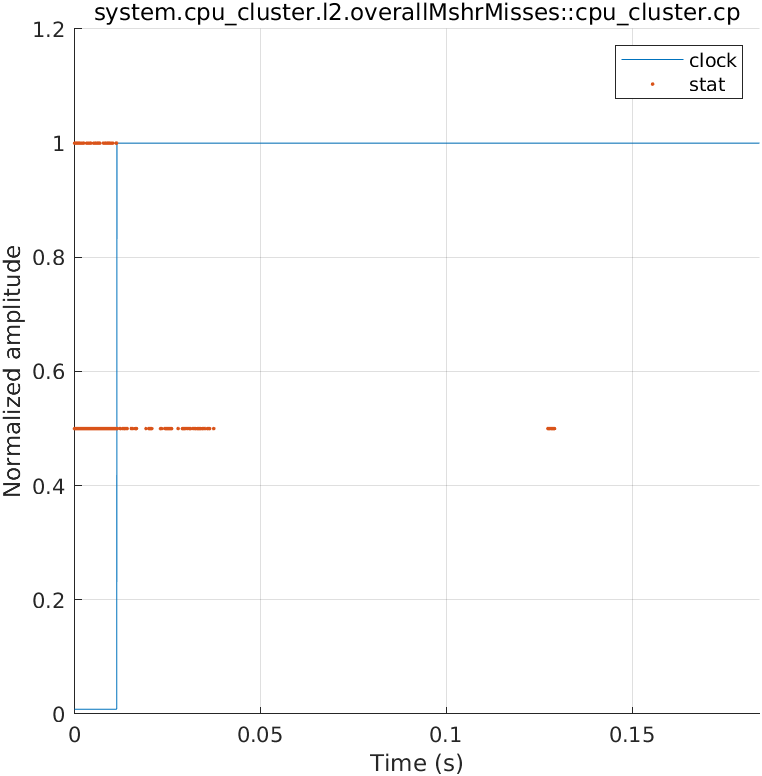 system.cpu_cluster.l2.overallMshrMisses::cpu_cluster.cp
clock
stat
1.2
1
0.8
0.6
0.4
0.2
0
Normalized amplitude
0
0.05
0.1
0.15
Time (s)